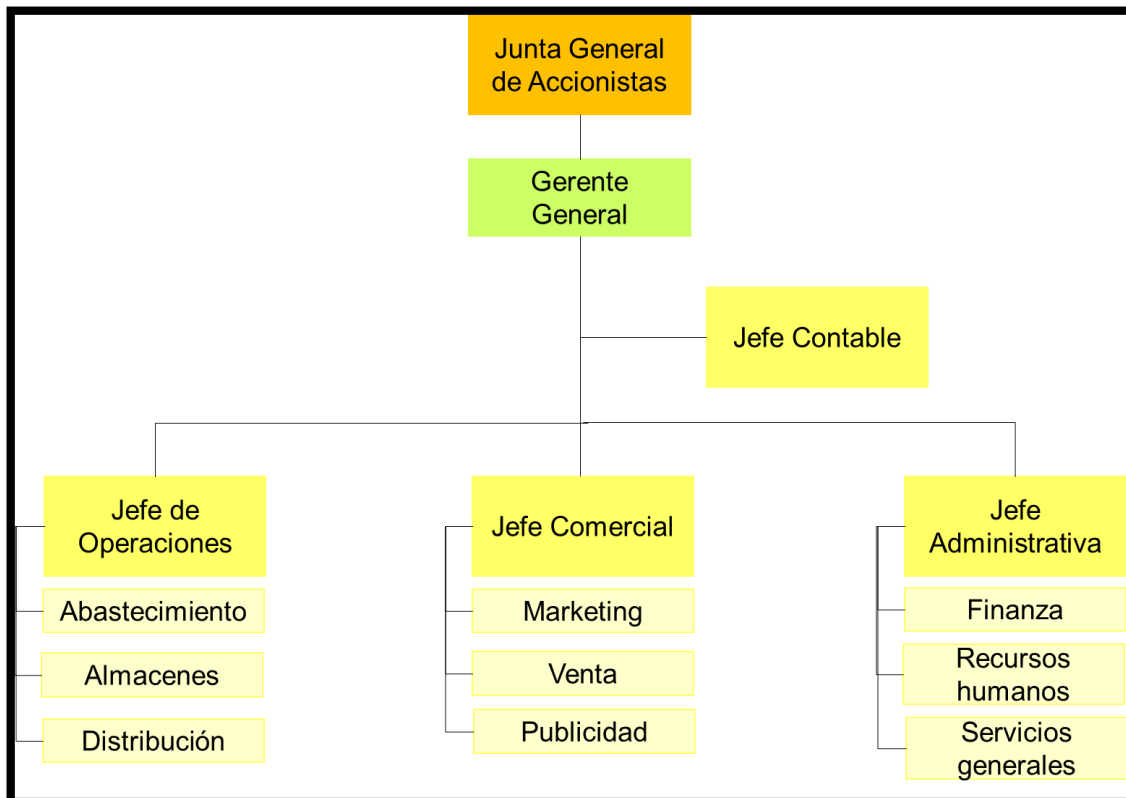 Junta General
de Accionistas
Gerente
General
Jefe Contable
Jefe de
Operaciones
Abastecimiento
Almacenes
Distribución
Jefe Comercial
Marketing
Venta
Publicidad
Jefe
Administrativa
Finanza
Recursos
humanos
Servicios
generales